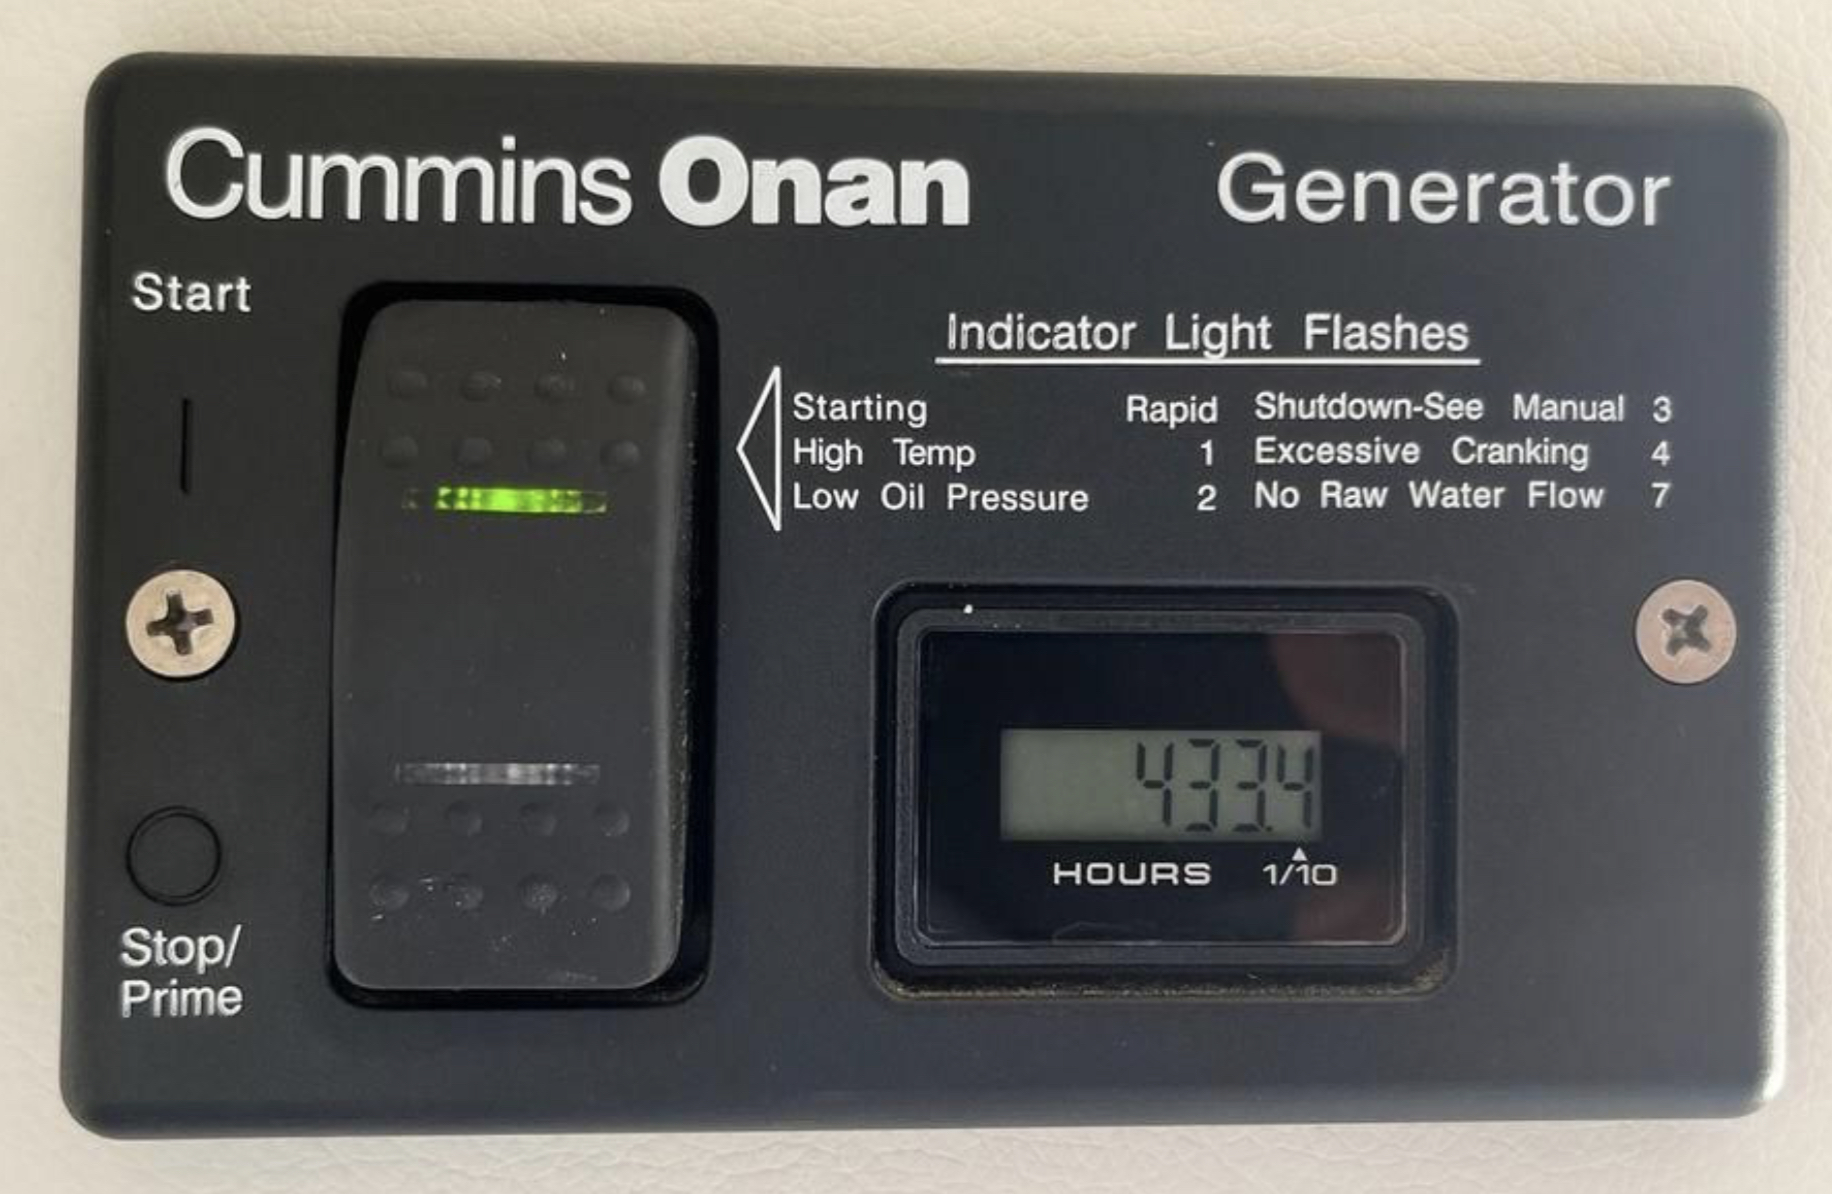 Cummins Onan Generator
Start
Indicator Light Flashes
Starting Rapid Shutdown-See Manual 3
High Temp 1 Excessive Cranking 4
Low Oil Pressure 2 No Raw Water Flow 7
433.4
HOURS 1/10
Stop/
Prime